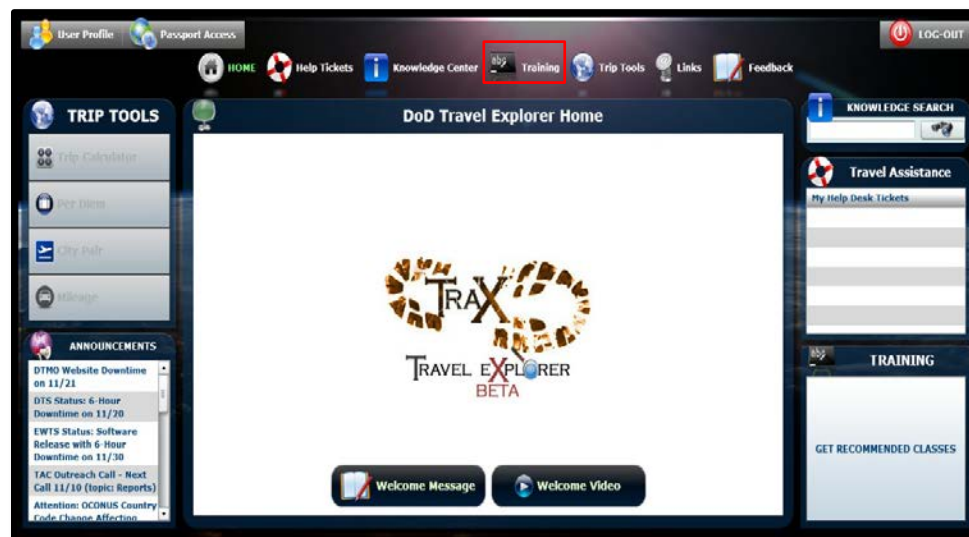 User Profile
Passport Access
LOG-OUT
HOME
Help Tickets
Knowledge Center
Training
Trip Tools
Links
Feedback
TRIP TOOLS
Trip Calculator
Per Diem
City Pair
Mileage
ANNOUNCEMENTS
DTMO Website Downtime
on 11/21
DTS Status: 6-Hour
Downtime on 11/20
EWTS Status: Software
Release with 6-Hour
Downtime on 11/30
TAC Outreach Call - Next
Call 11/10 (topic: Reports)
Attention: OCONUS Country
Code Change Affecting
DoD Travel Explorer Home
TRAX
TRAVEL EXPLORER
BETA
Welcome Message
Welcome Video
KNOWLEDGE SEARCH
Travel Assistance
My Help Desk Tickets
TRAINING
GET RECOMMENDED CLASSES